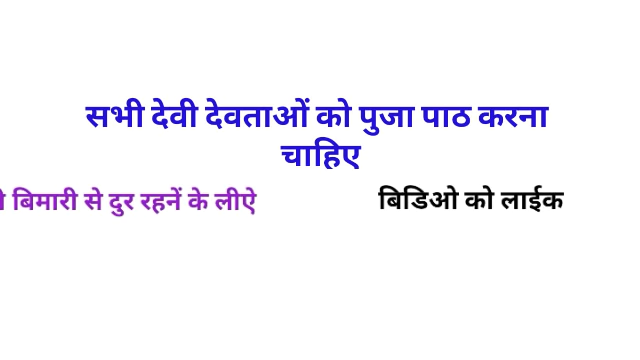 सभी देवी देवताओं को पुजा पाठ करना
चाहिए
बिमारी से दुर रहनें के लीऐ
बिडिओ को लाईक